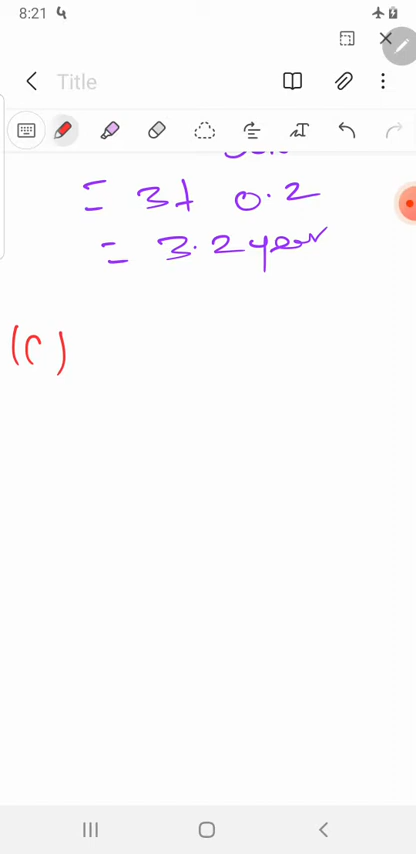 8:21
Title
= 3+ 0.2
= 3.2 year
(C)